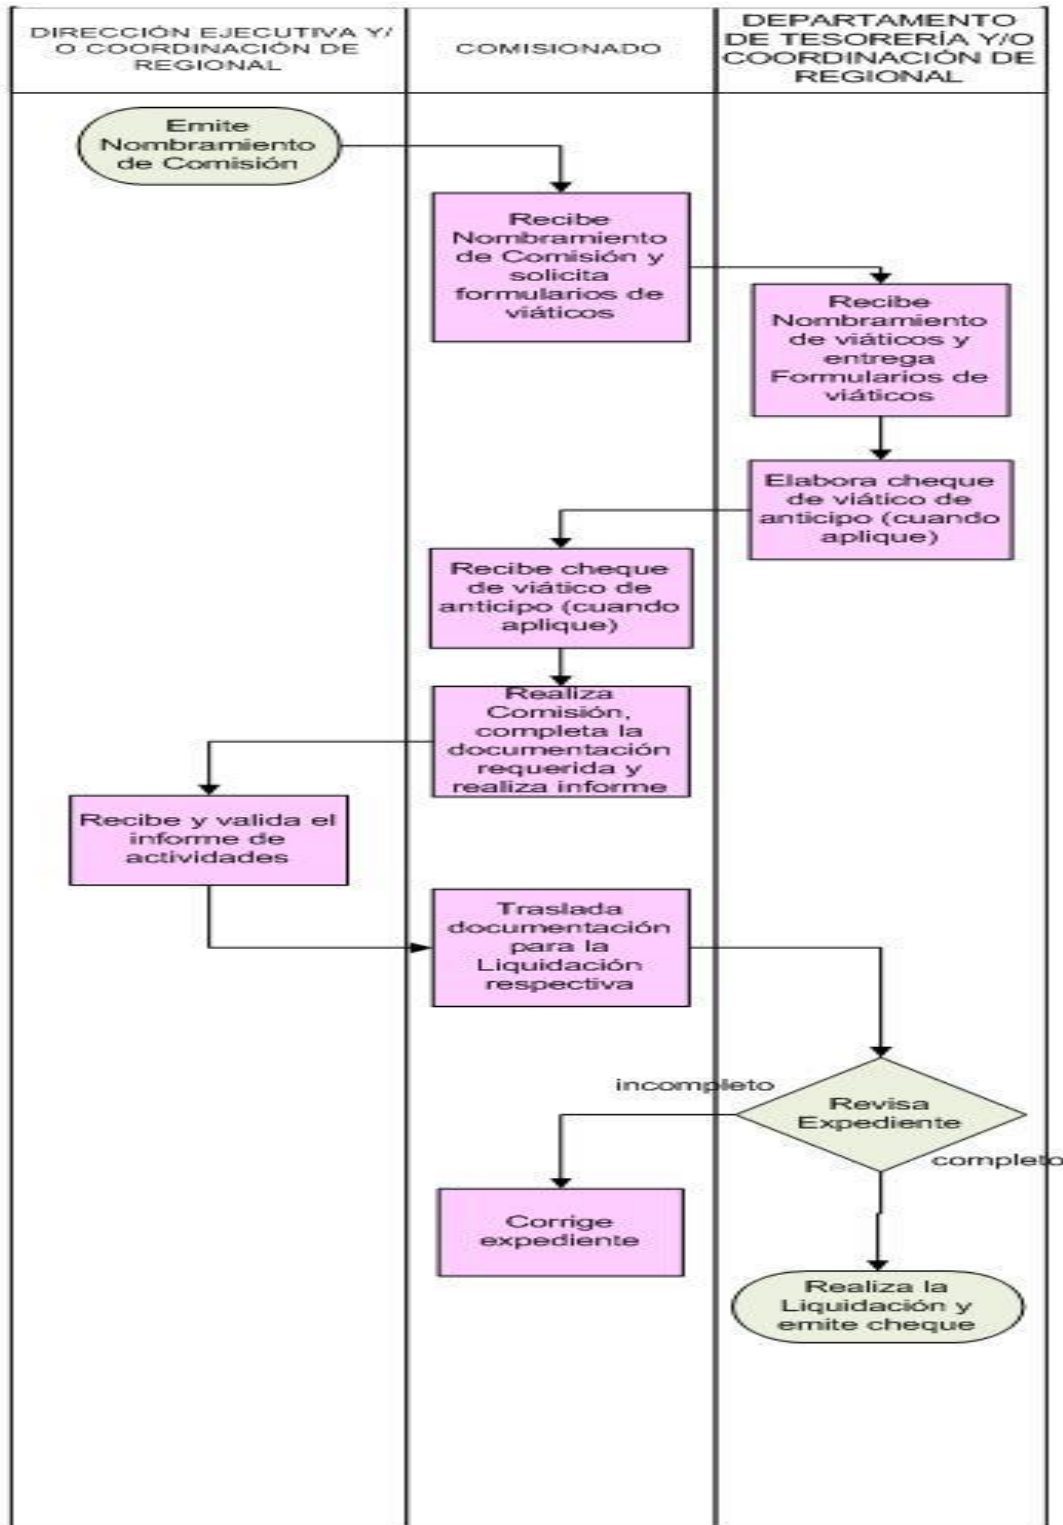 DIRECCIÓN EJECUTIVA Y/
O COORDINACIÓN DE
REGIONAL
COMISIONADO
DEPARTAMENTO
DE TESORERÍA Y/O
COORDINACIÓN DE
REGIONAL
Emite
Nombramiento
de Comisión
Recibe
Nombramiento
de Comisión y
solicita
formularios de
viáticos
Recibe
Nombramiento
de viáticos y
entrega
Formularios de
viáticos
Elabora cheque
de viático de
anticipo (cuando
aplique)
Recibe cheque
de viático de
anticipo (cuando
aplique)
Realiza
Comisión,
completa la
documentación
requerida y
realiza informe
Recibe y valida el
informe de
actividades
Traslada
documentación
para la
Liquidación
respectiva
incompleto
Revisa
Expediente
completo
Corrige
expediente
Realiza la
Liquidación y
emite cheque